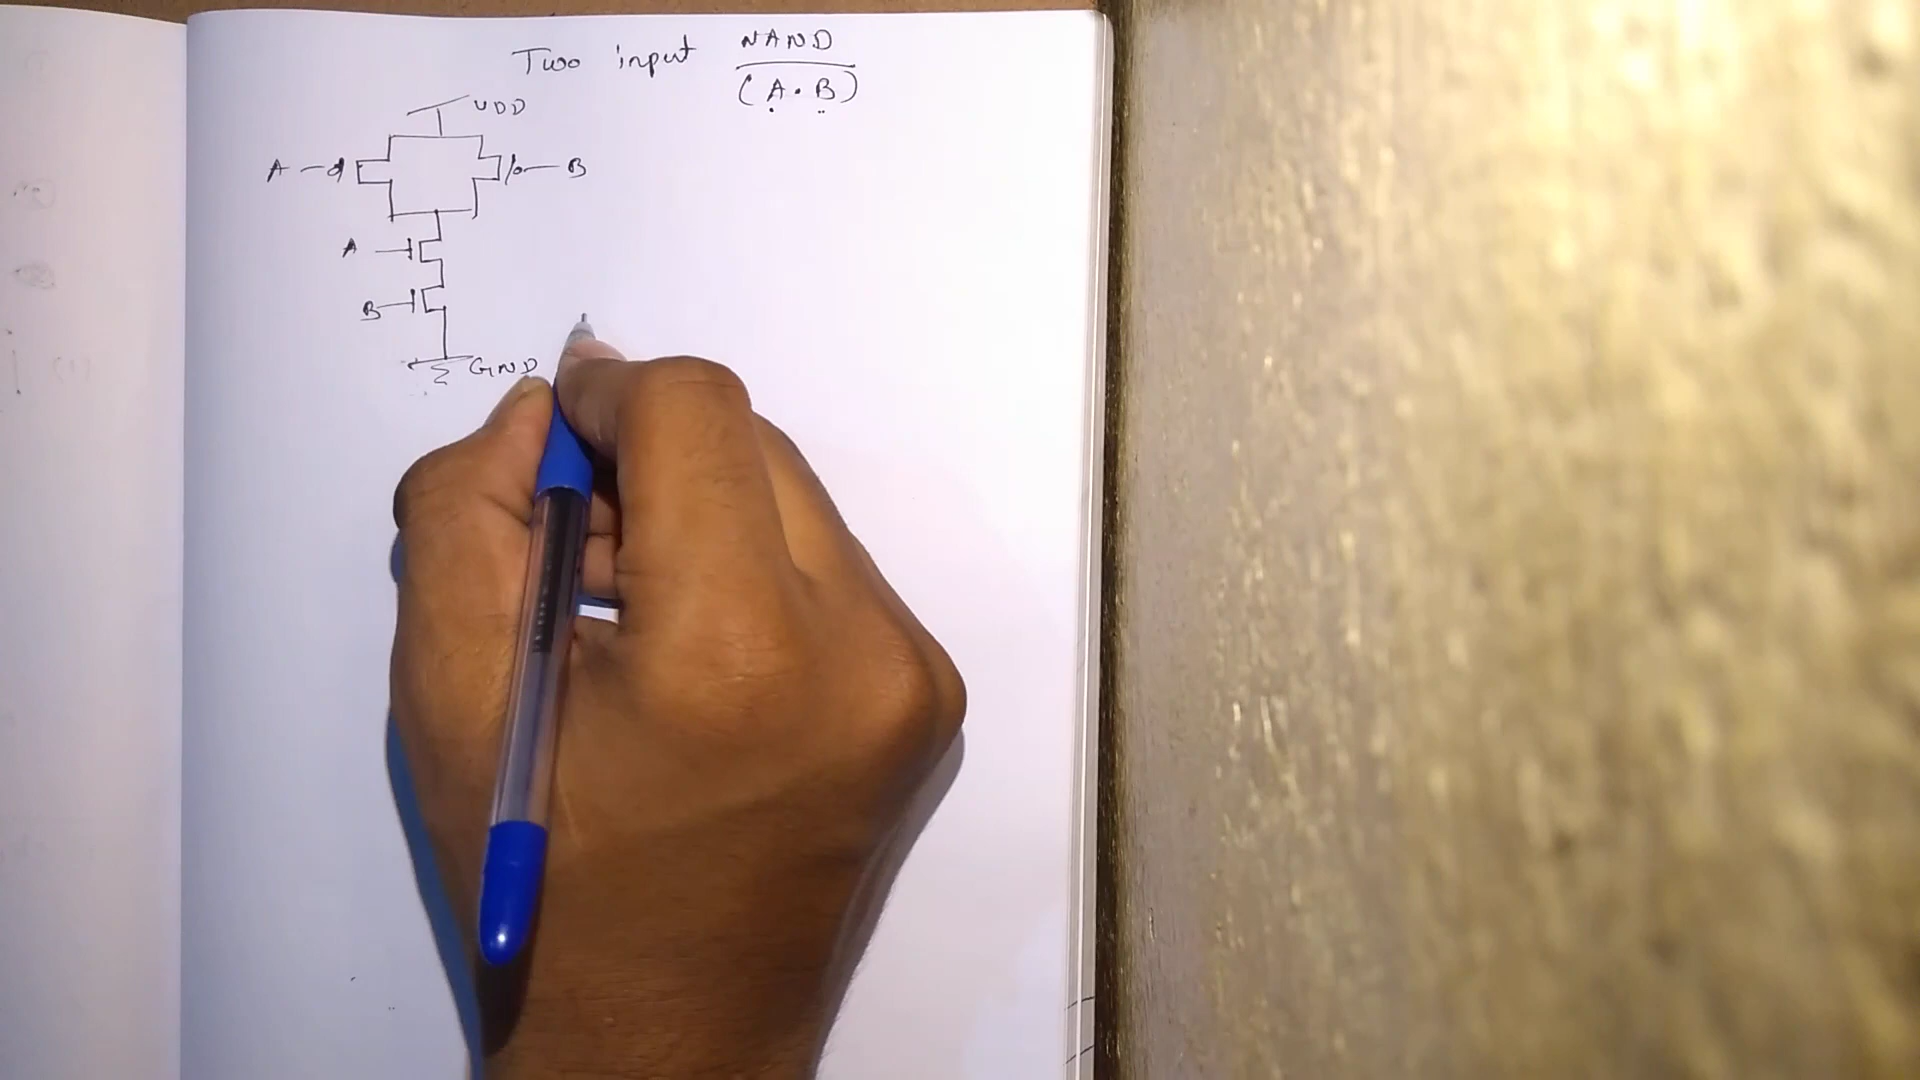 Two input NAND
(A·B)
VDD
A B
A
B
GND